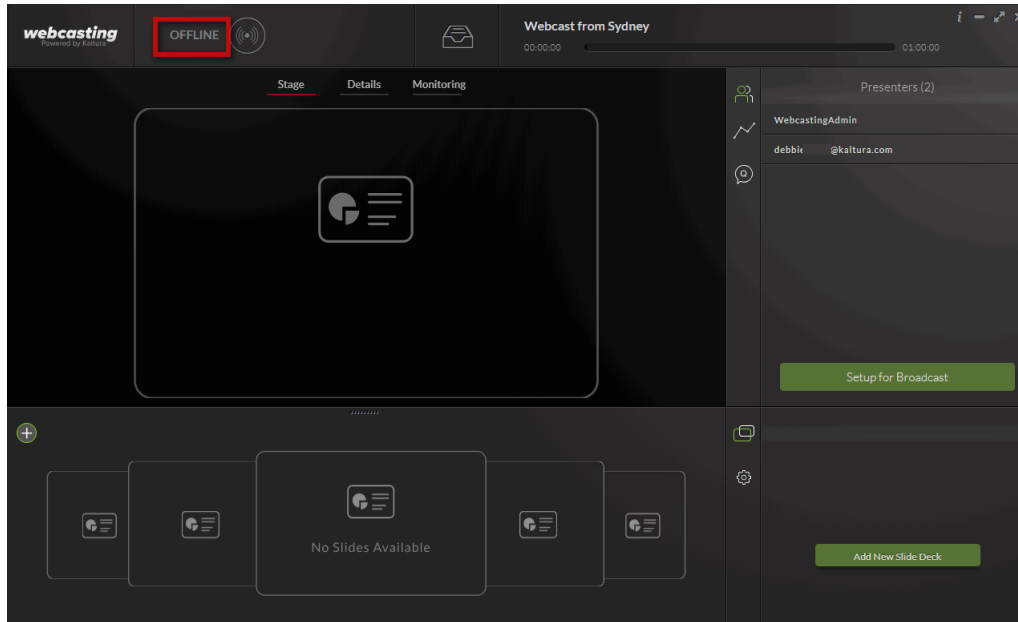 webcasting
Powered by Kaltura
OFFLINE
Webcast from Sydney
00:00:00
01:00:00
Stage Details Monitoring
Presenters (2)
WebcastingAdmin
debbie @kaltura.com
Setup for Broadcast
No Slides Available
Add New Slide Deck